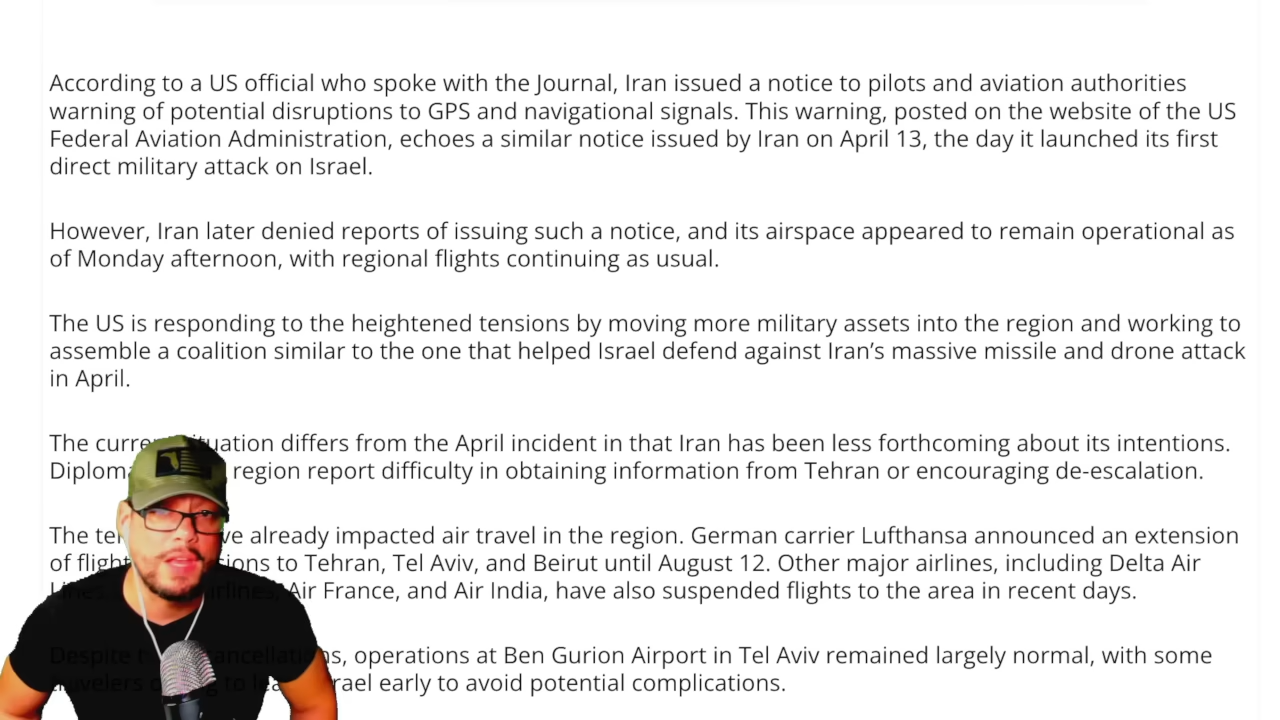 According to a US official who spoke with the Journal, Iran issued a notice to pilots and aviation authorities
warning of potential disruptions to GPS and navigational signals. This warning, posted on the website of the US
Federal Aviation Administration, echoes a similar notice issued by Iran on April 13, the day it launched its first
direct military attack on Israel.
However, Iran later denied reports of issuing such a notice, and its airspace appeared to remain operational as
of Monday afternoon, with regional flights continuing as usual.
The US is responding to the heightened tensions by moving more military assets into the region and working to
assemble a coalition similar to the one that helped Israel defend against Iran’s massive missile and drone attack
in April.
The situation differs from the April incident in that Iran has been less forthcoming about its intentions.
region report difficulty in obtaining information from Tehran or encouraging de-escalation.
The already impacted air travel in the region. German carrier Lufthansa announced an extension
of to Tehran, Tel Aviv, and Beirut until August 12. Other major airlines, including Delta Air
Lines Air France, and Air India, have also suspended flights to the area in recent days.
Despite operations at Ben Gurion Airport in Tel Aviv remained largely normal, with some
to early to avoid potential complications.